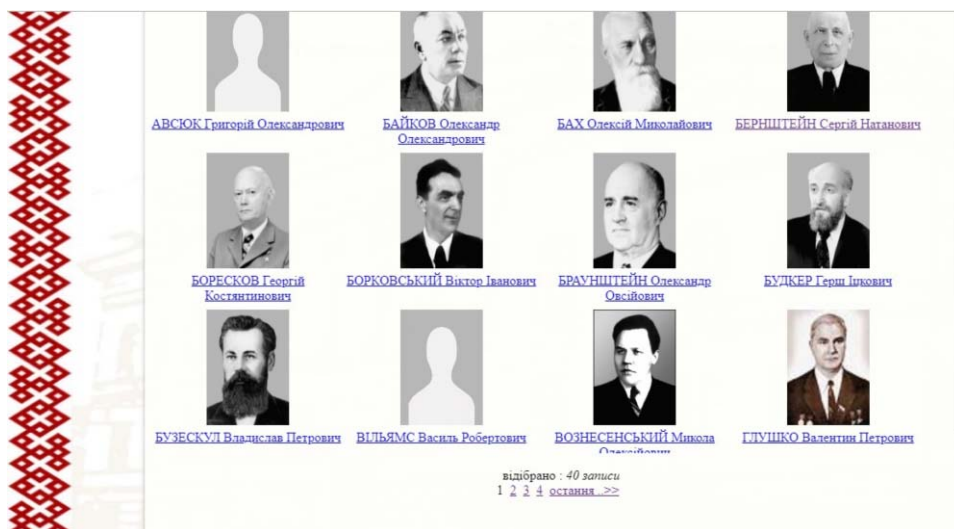 АВСЮК Григорій Олександрович
БАЙКОВ Олександр
Олександрович
БАХ Олексій Миколайович
БЕРНШТЕЙН Сергій Натанович
БОРЕСКОВ Георгій
Костянтинович
БОРКОВСЬКИЙ Віктор Іванович
БРАУНШТЕЙН Олександр
Овсійович
БУДКЕР Герш Іцкович
БУЗЕСКУЛ Владислав Петрович
ВІЛЬЯМС Василь Робертович
ВОЗНЕСЕНСЬКИЙ Микола
Олексійович
ГЛУШКО Валентин Петрович
відібрано : 40 записи
1 2 3 4 остання ..>>